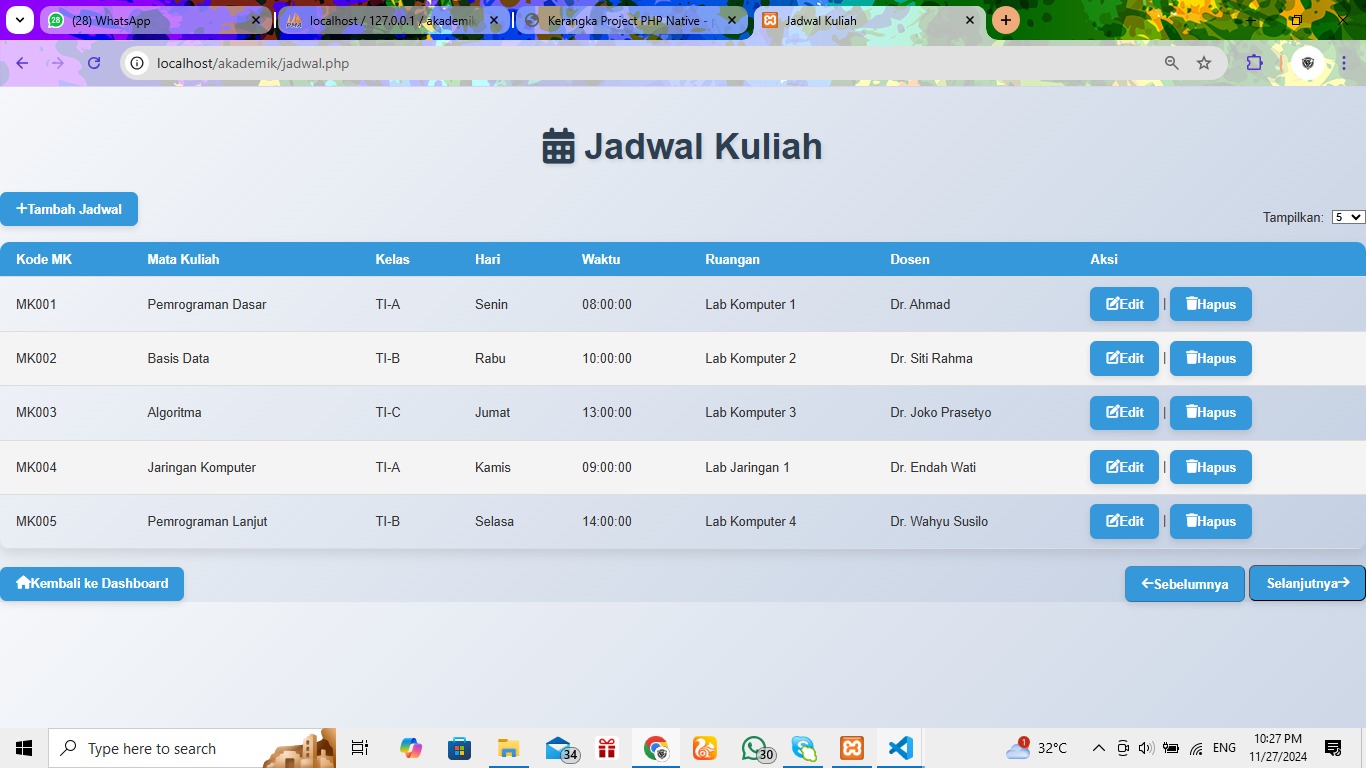 (28) WhatsApp
localhost / 127.0.0.1 / akademik
Kerangka Project PHP Native -
Jadwal Kuliah
localhost/akademik/jadwal.php
Jadwal Kuliah
Tambah Jadwal
Tampilkan: 5
Kode MK Mata Kuliah Kelas Hari Waktu Ruangan Dosen Aksi
MK001 Pemrograman Dasar TI-A Senin 08:00:00 Lab Komputer 1 Dr. Ahmad Edit | Hapus
MK002 Basis Data TI-B Rabu 10:00:00 Lab Komputer 2 Dr. Siti Rahma Edit | Hapus
MK003 Algoritma TI-C Jumat 13:00:00 Lab Komputer 3 Dr. Joko Prasetyo Edit | Hapus
MK004 Jaringan Komputer TI-A Kamis 09:00:00 Lab Jaringan 1 Dr. Endah Wati Edit | Hapus
MK005 Pemrograman Lanjut TI-B Selasa 14:00:00 Lab Komputer 4 Dr. Wahyu Susilo Edit | Hapus
Kembali ke Dashboard
Sebelumnya
Selanjutnya
Type here to search
34
30
1
32°C
ENG
10:27 PM
11/27/2024